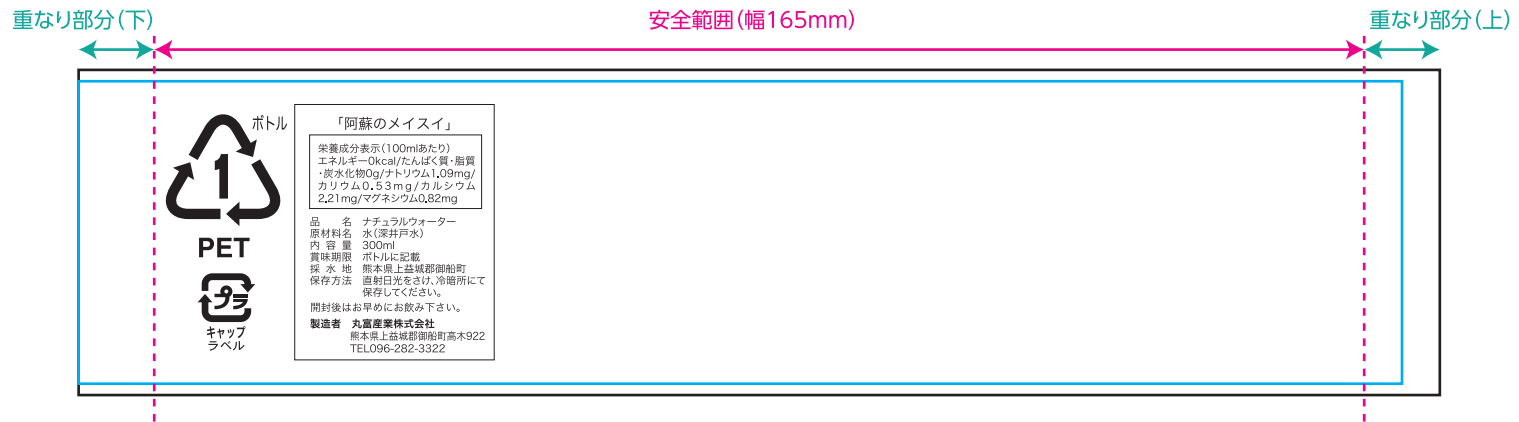 重なり部分(下)
安全範囲(幅165mm)
重なり部分(上)
ボトル
1
PET
プラ
キャップ
ラベル
「阿蘇のメイスイ」
栄養成分表示(100mlあたり)
エネルギー0kcal/たんぱく質・脂質
・炭水化物0g/ナトリウム1.09mg/
カリウム0.53mg/カルシウム
2.21mg/マグネシウム0.82mg
品 名 ナチュラルウォーター
原材料名 水(深井戸水)
内容量 300ml
賞味期限 ボトルに記載
採水地 熊本県上益城郡御船町
保存方法 直射日光をさけ、冷暗所にて
保存してください。
開封後はお早めにお飲み下さい。
製造者 丸富産業株式会社
熊本県上益城郡御船町高木922
TEL096-282-3322